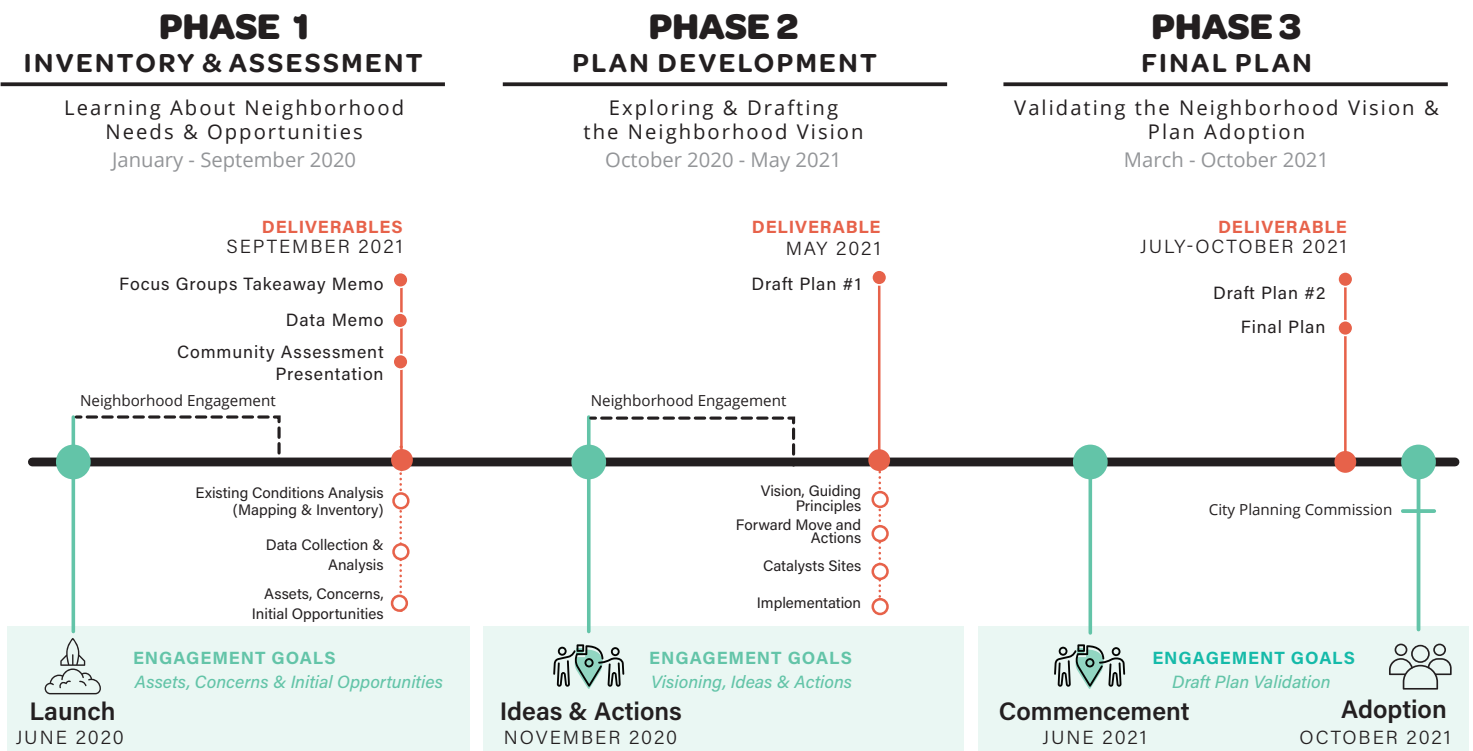 PHASE 1
INVENTORY & ASSESSMENT
Learning About Neighborhood
Needs & Opportunities
January - September 2020
DELIVERABLES
SEPTEMBER 2021
Focus Groups Takeaway Memo
Data Memo
Community Assessment
Presentation
Neighborhood Engagement
Existing Conditions Analysis
(Mapping & Inventory)
Data Collection &
Analysis
Assets, Concerns,
Initial Opportunities
ENGAGEMENT GOALS
Assets, Concerns & Initial Opportunities
Launch
JUNE 2020
PHASE 2
PLAN DEVELOPMENT
Exploring & Drafting
the Neighborhood Vision
October 2020 - May 2021
DELIVERABLE
MAY 2021
Draft Plan #1
Neighborhood Engagement
Vision, Guiding
Principles
Forward Move and
Actions
Catalysts Sites
Implementation
ENGAGEMENT GOALS
Visioning, Ideas & Actions
Ideas & Actions
NOVEMBER 2020
PHASE 3
FINAL PLAN
Validating the Neighborhood Vision &
Plan Adoption
March - October 2021
DELIVERABLE
JULY-OCTOBER 2021
Draft Plan #2
Final Plan
City Planning Commission
ENGAGEMENT GOALS
Draft Plan Validation
Commencement
JUNE 2021
Adoption
OCTOBER 2021